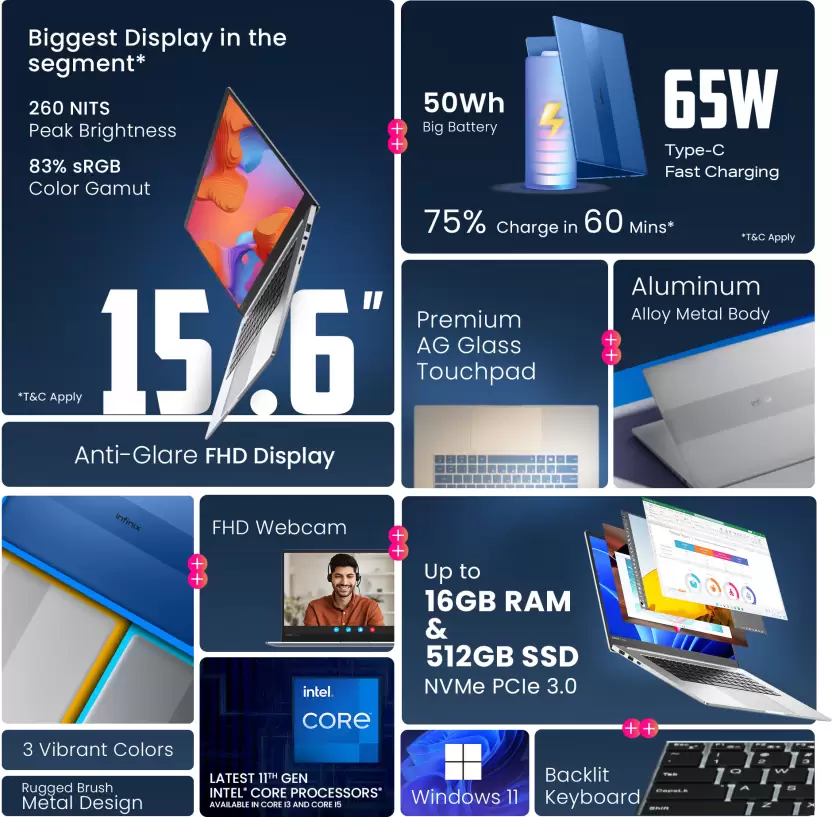 Biggest Display in the
segment*
260 NITS
Peak Brightness
83% sRGB
Color Gamut
15.6"
*T&C Apply
Anti-Glare FHD Display
50Wh
Big Battery
65W
Type-C
Fast Charging
75% Charge in 60 Mins*
*T&C Apply
Premium
AG Glass
Touchpad
Aluminum
Alloy Metal Body
Infinix
Infinix
3 Vibrant Colors
Rugged Brush
Metal Design
FHD Webcam
intel.
CORE
LATEST 11TH GEN
INTEL® CORE PROCESSORS*
AVAILABLE IN CORE I3 AND CORE I5
Up to
16GB RAM
&
512GB SSD
NVMe PCIe 3.0
Windows 11
Backlit
Keyboard
Tab
Q
W
CapsLk
A
S
Shift